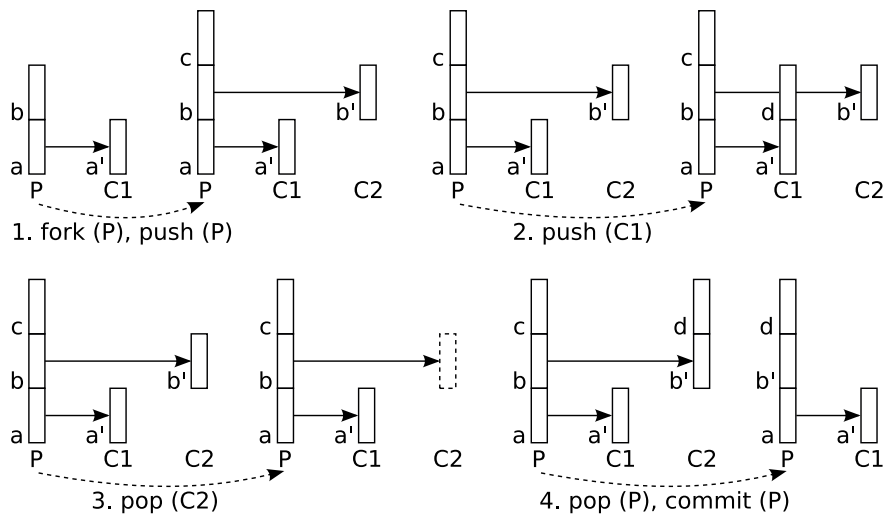 c c c
b b b' b d b'
a a' a a' a a' a a'
P C1 P C1 C2 P C1 C2 P C1 C2
1. fork (P), push (P) 2. push (C1)
c c c d d
b b' b b b' b'
a a' a a' a a' a a'
P C1 C2 P C1 C2 P C1 C2 P C1
3. pop (C2) 4. pop (P), commit (P)